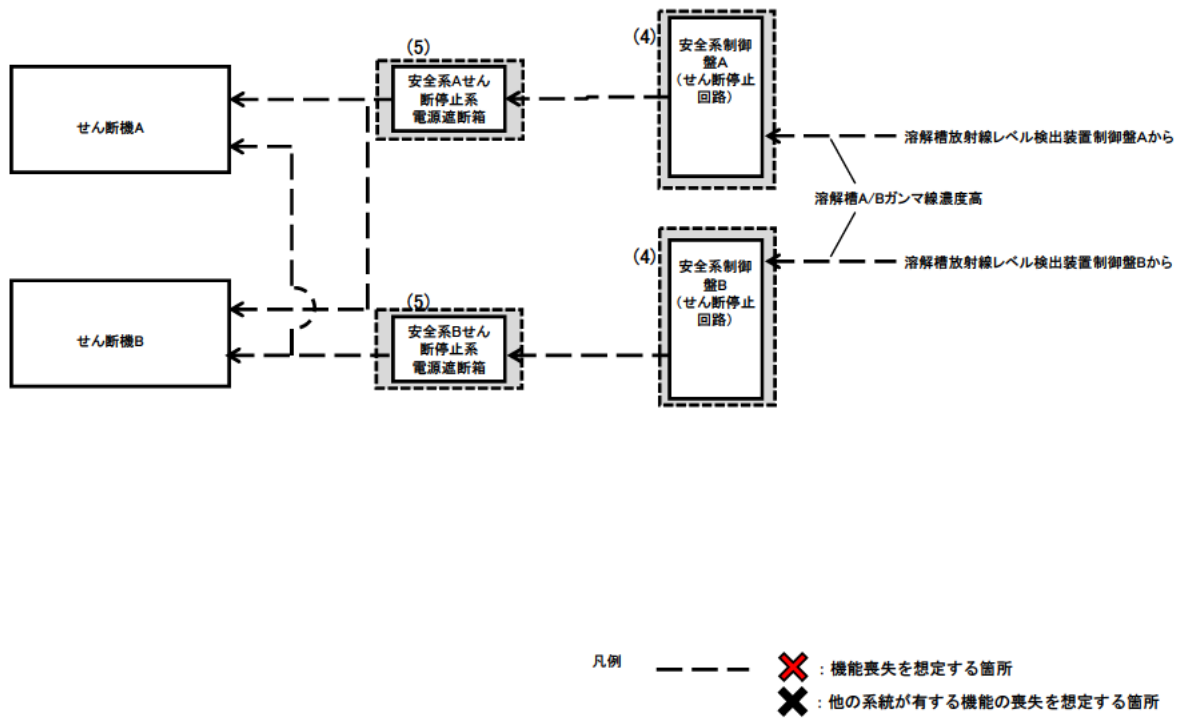 (4)
安全系制御
盤A
(せん断停止
回路)
(5)
安全系Aせん
断停止系
電源遮断箱
せん断機A
溶解槽放射線レベル検出装置制御盤Aから
溶解槽A/Bガンマ線濃度高
(4)
安全系制御
盤B
(せん断停止
回路)
溶解槽放射線レベル検出装置制御盤Bから
(5)
安全系Bせん
断停止系
電源遮断箱
せん断機B
凡例
:機能喪失を想定する箇所
:他の系統が有する機能の喪失を想定する箇所